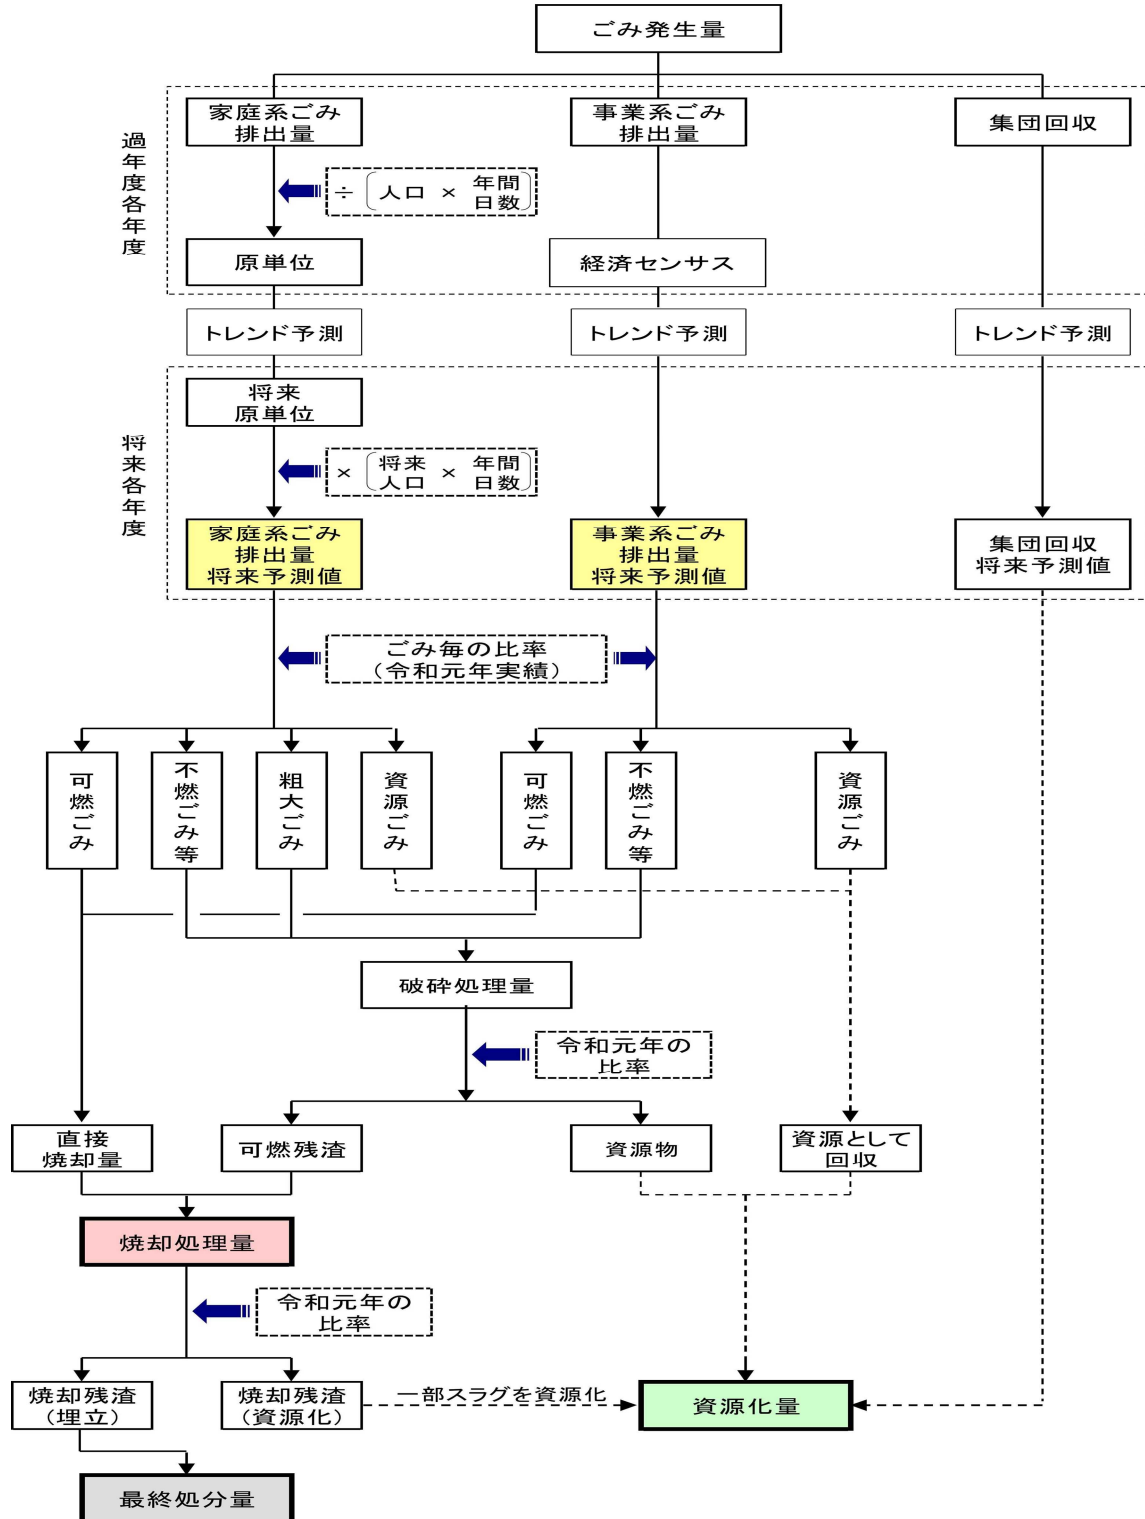 ごみ発生量
過年度各年度
家庭系ごみ
排出量
事業系ごみ
排出量
集団回収
÷(人口 × 年間
日数)
原単位
経済センサス
トレンド予測
トレンド予測
トレンド予測
将来各年度
将来
原単位
×(将来
人口 × 年間
日数)
家庭系ごみ
排出量
将来予測値
事業系ごみ
排出量
将来予測値
集団回収
将来予測値
ごみ毎の比率
(令和元年実績)
可燃ごみ
不燃ごみ等
粗大ごみ
資源ごみ
可燃ごみ
不燃ごみ等
資源ごみ
破砕処理量
令和元年の
比率
直接
焼却量
可燃残渣
資源物
資源として
回収
焼却処理量
令和元年の
比率
焼却残渣
(埋立)
焼却残渣
(資源化)
一部スラグを資源化
資源化量
最終処分量